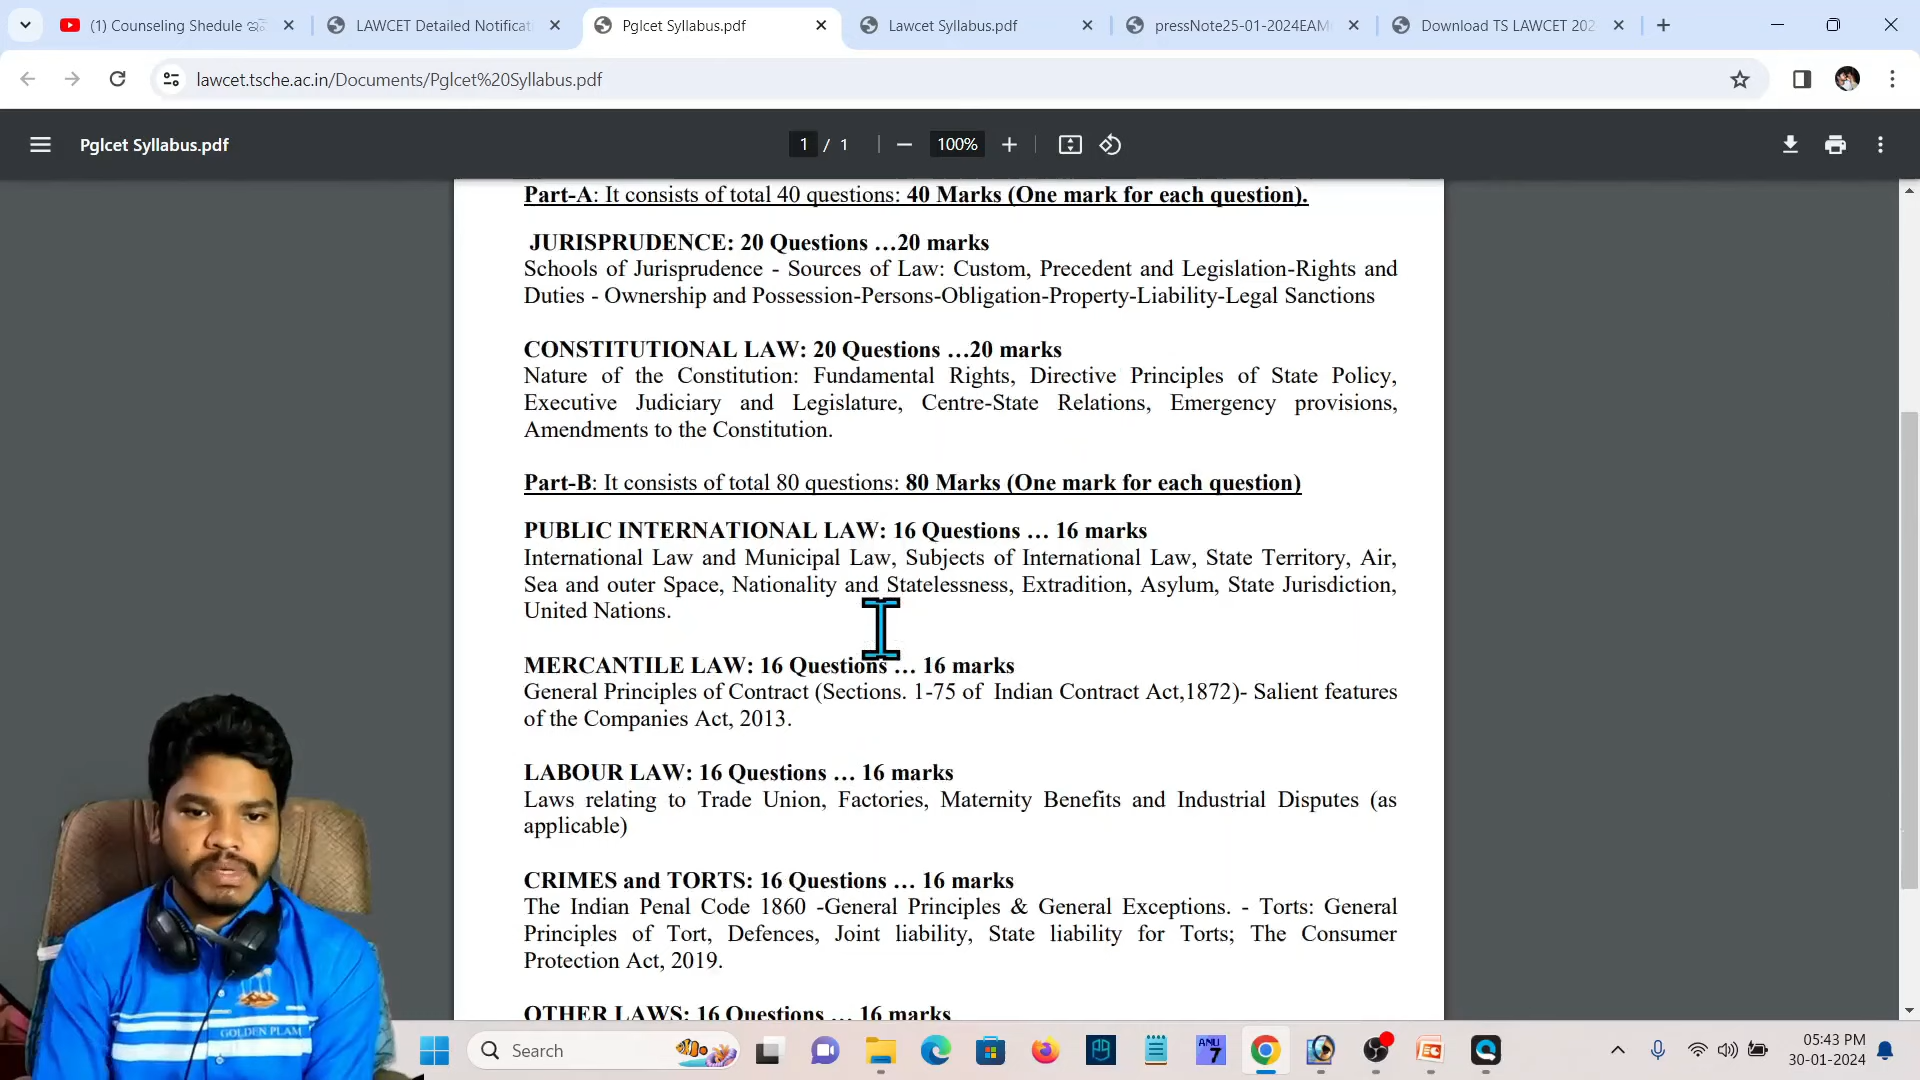 (1) Counseling Shedule
LAWCET Detailed Notificat
Pglcet Syllabus.pdf
Lawcet Syllabus.pdf
pressNote25-01-2024EAM
Download TS LAWCET 202
lawcet.tsche.ac.in/Documents/Pglcet%20Syllabus.pdf
Pglcet Syllabus.pdf
1 / 1
100%
Part-A: It consists of total 40 questions: 40 Marks (One mark for each question).
JURISPRUDENCE: 20 Questions …20 marks
Schools of Jurisprudence - Sources of Law: Custom, Precedent and Legislation-Rights and
Duties - Ownership and Possession-Persons-Obligation-Property-Liability-Legal Sanctions
CONSTITUTIONAL LAW: 20 Questions …20 marks
Nature of the Constitution: Fundamental Rights, Directive Principles of State Policy,
Executive Judiciary and Legislature, Centre-State Relations, Emergency provisions,
Amendments to the Constitution.
Part-B: It consists of total 80 questions: 80 Marks (One mark for each question)
PUBLIC INTERNATIONAL LAW: 16 Questions … 16 marks
International Law and Municipal Law, Subjects of International Law, State Territory, Air,
Sea and outer Space, Nationality and Statelessness, Extradition, Asylum, State Jurisdiction,
United Nations.
MERCANTILE LAW: 16 Questions … 16 marks
General Principles of Contract (Sections. 1-75 of Indian Contract Act,1872)- Salient features
of the Companies Act, 2013.
LABOUR LAW: 16 Questions … 16 marks
Laws relating to Trade Union, Factories, Maternity Benefits and Industrial Disputes (as
applicable)
CRIMES and TORTS: 16 Questions … 16 marks
The Indian Penal Code 1860 -General Principles & General Exceptions. - Torts: General
Principles of Tort, Defences, Joint liability, State liability for Torts; The Consumer
Protection Act, 2019.
OTHER LAWS: 16 Questions … 16 marks
GOLDEN PLAM
Search
ANU
7
05:43 PM
30-01-2024